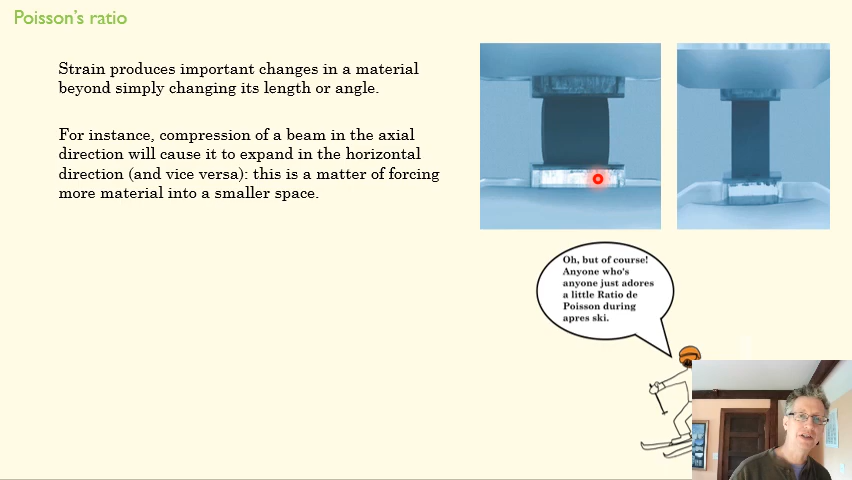 Poisson's ratio
Strain produces important changes in a material
beyond simply changing its length or angle.
For instance, compression of a beam in the axial
direction will cause it to expand in the horizontal
direction (and vice versa): this is a matter of forcing
more material into a smaller space.
Oh, but of course!
Anyone who's
anyone just adores
a little Ratio de
Poisson during
apres ski.